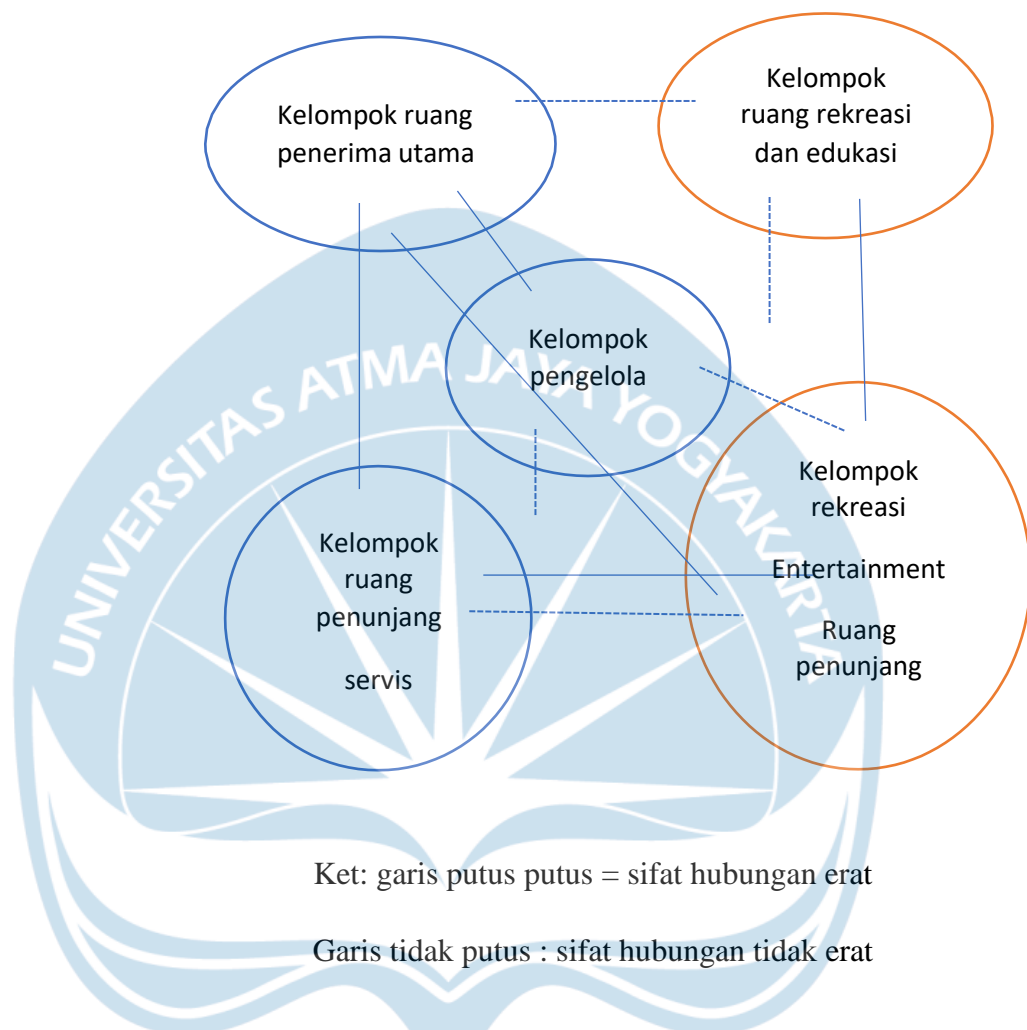 Kelompok ruang
penerima utama
Kelompok
ruang rekreasi
dan edukasi
Kelompok
pengelola
UNIVERSITAS ATMA JAYA YOGYAKARTA
Kelompok
rekreasi
Entertainment
Ruang
penunjang
Kelompok
ruang
penunjang
servis
Ket: garis putus putus = sifat hubungan erat
Garis tidak putus : sifat hubungan tidak erat